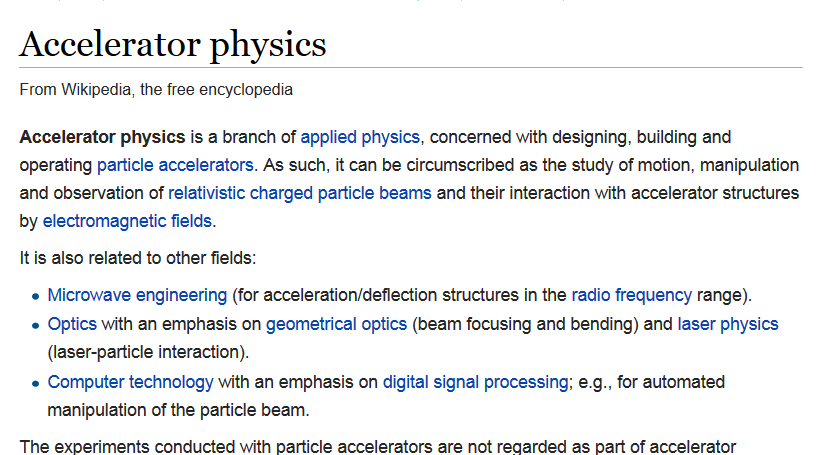 Accelerator physics
From Wikipedia, the free encyclopedia
Accelerator physics is a branch of applied physics, concerned with designing, building and
operating particle accelerators. As such, it can be circumscribed as the study of motion, manipulation
and observation of relativistic charged particle beams and their interaction with accelerator structures
by electromagnetic fields.
It is also related to other fields:
• Microwave engineering (for acceleration/deflection structures in the radio frequency range).
• Optics with an emphasis on geometrical optics (beam focusing and bending) and laser physics
(laser-particle interaction).
• Computer technology with an emphasis on digital signal processing; e.g., for automated
manipulation of the particle beam.
The experiments conducted with particle accelerators are not regarded as part of accelerator